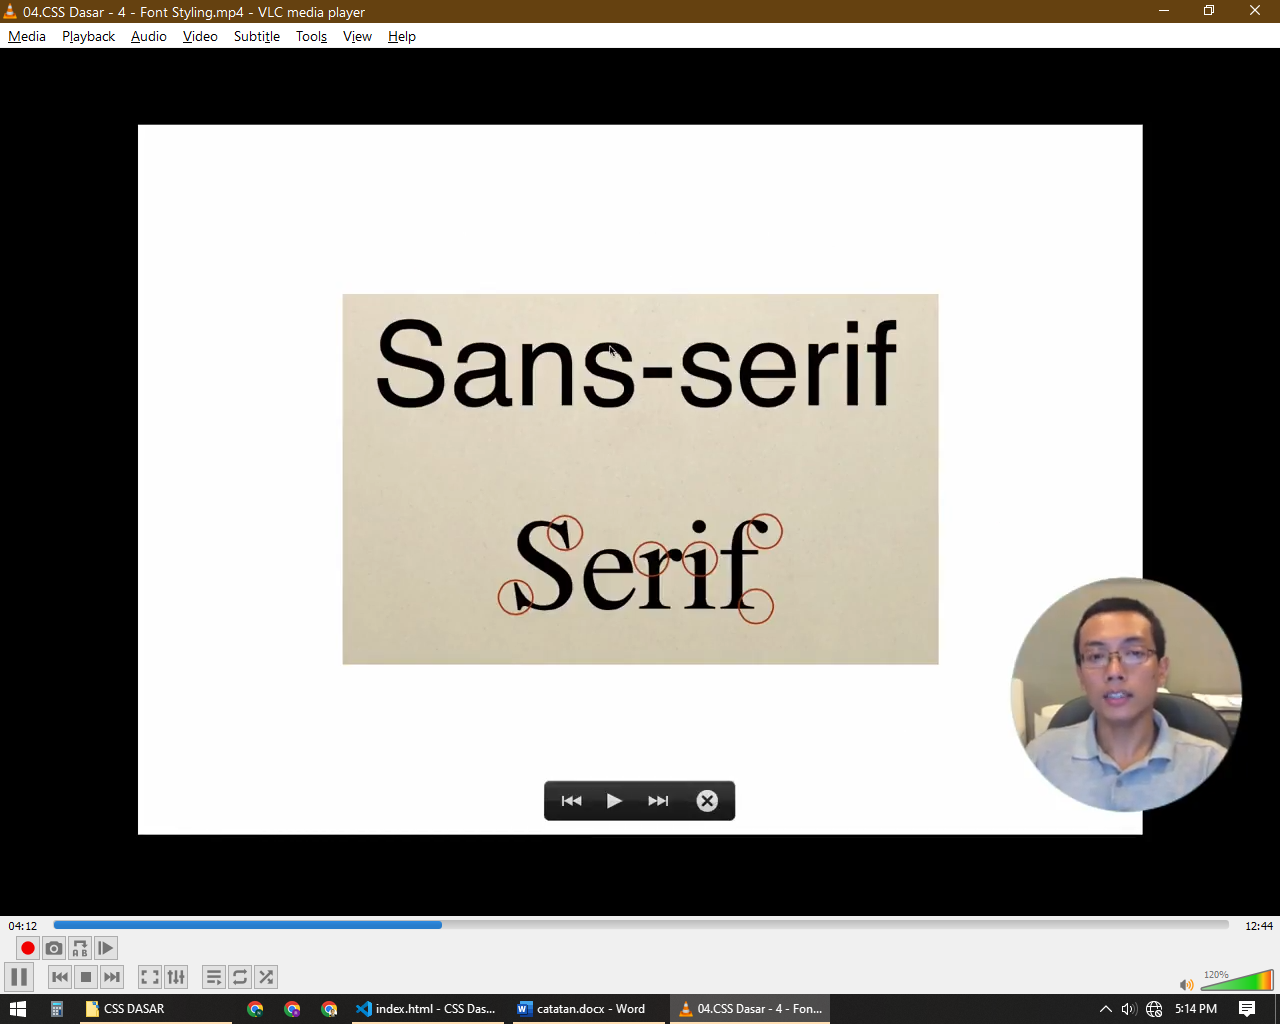 04.CSS Dasar - 4 - Font Styling.mp4 - VLC media player
Media Playback Audio Video Subtitle Tools View Help
Sans-serif
Serif
04:12 12:44
A B
120%
CSS DASAR index.html - CSS Das... catatan.docx - Word 04.CSS Dasar - 4 - Fon... 5:14 PM